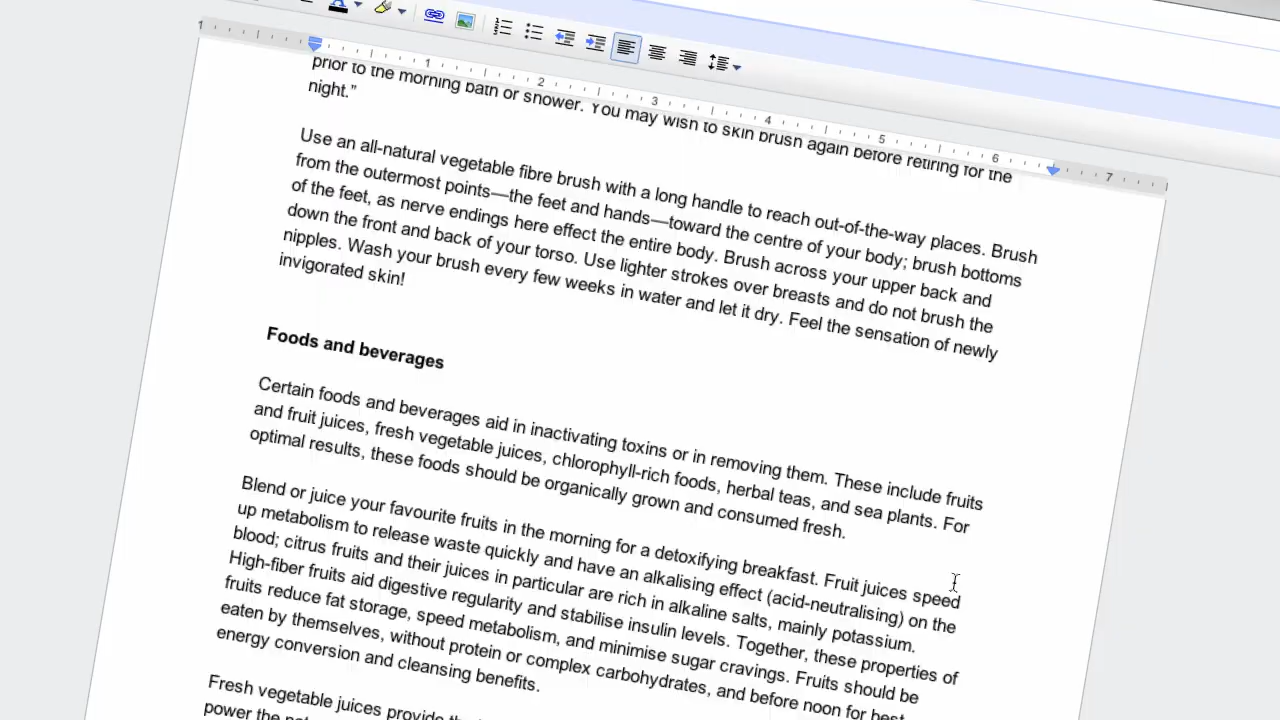 1
1
2
3
4
5
6
7
prior to the morning bath or shower. You may wish to skin brush again before retiring for the
night.”
Use an all-natural vegetable fibre brush with a long handle to reach out-of-the-way places. Brush
from the outermost points—the feet and hands—toward the centre of your body; brush bottoms
of the feet, as nerve endings here effect the entire body. Brush across your upper back and
down the front and back of your torso. Use lighter strokes over breasts and do not brush the
nipples. Wash your brush every few weeks in water and let it dry. Feel the sensation of newly
invigorated skin!
Foods and beverages
Certain foods and beverages aid in inactivating toxins or in removing them. These include fruits
and fruit juices, fresh vegetable juices, chlorophyll-rich foods, herbal teas, and sea plants. For
optimal results, these foods should be organically grown and consumed fresh.
Blend or juice your favourite fruits in the morning for a detoxifying breakfast. Fruit juices speed
up metabolism to release waste quickly and have an alkalising effect (acid-neutralising) on the
blood; citrus fruits and their juices in particular are rich in alkaline salts, mainly potassium.
High-fiber fruits aid digestive regularity and stabilise insulin levels. Together, these properties of
fruits reduce fat storage, speed metabolism, and minimise sugar cravings. Fruits should be
eaten by themselves, without protein or complex carbohydrates, and before noon for best
energy conversion and cleansing benefits.
Fresh vegetable juices provide
power the